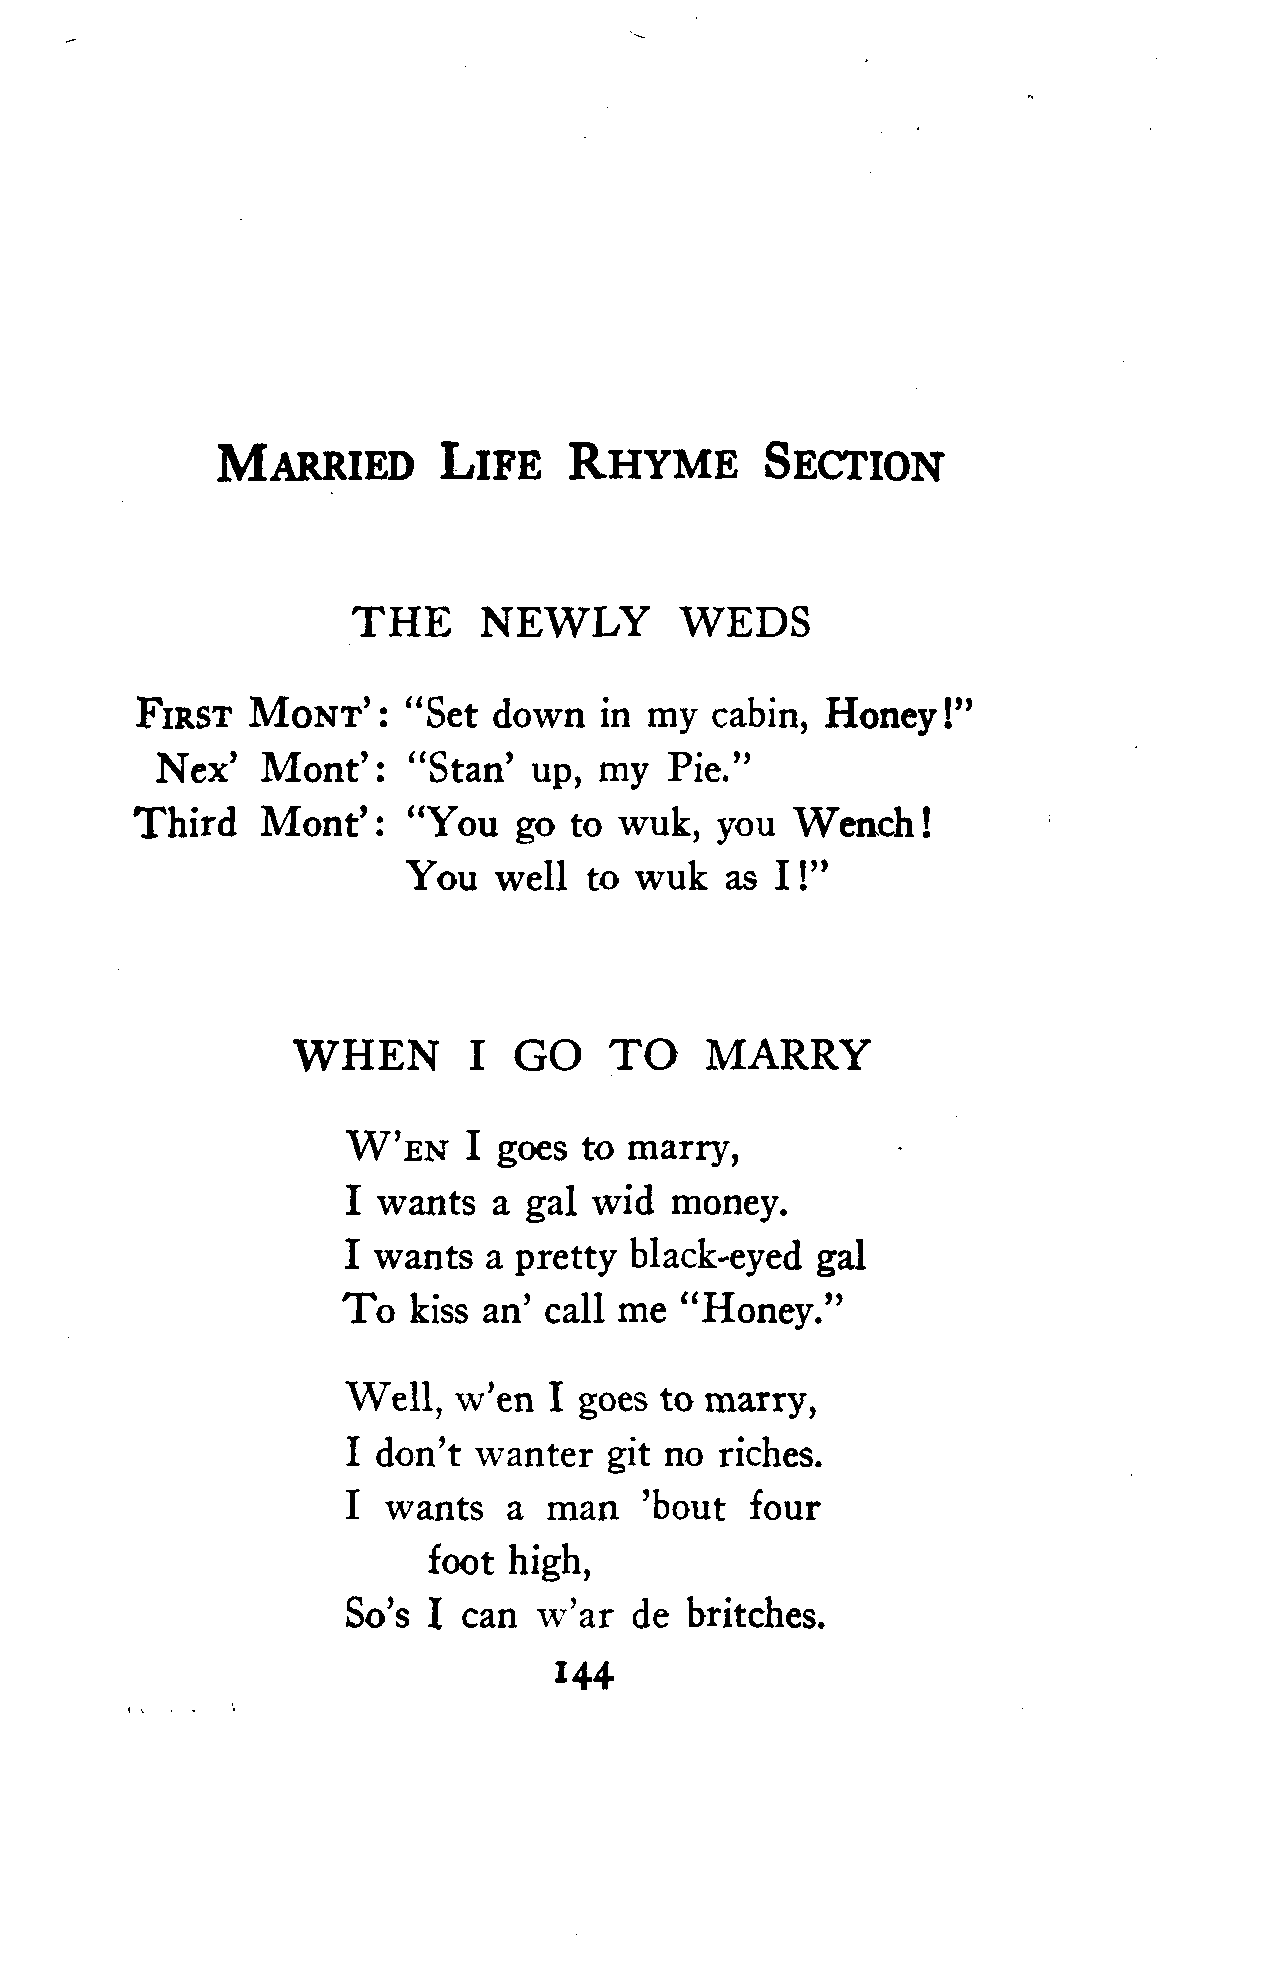 MARRIED LIFE RHYME SECTION
THE NEWLY WEDS
FIRST MONT': "Set down in my cabin, Honey!"
Nex' Mont': "Stan' up, my Pie."
Third Mont': "You go to wuk, you Wench!
You well to wuk as I!"
WHEN I GO TO MARRY
W'EN I goes to marry,
I wants a gal wid money.
I wants a pretty black-eyed gal
To kiss an' call me "Honey."
Well, w'en I goes to marry,
I don't wanter git no riches.
I wants a man 'bout four
foot high,
So's I can w'ar de britches.
144